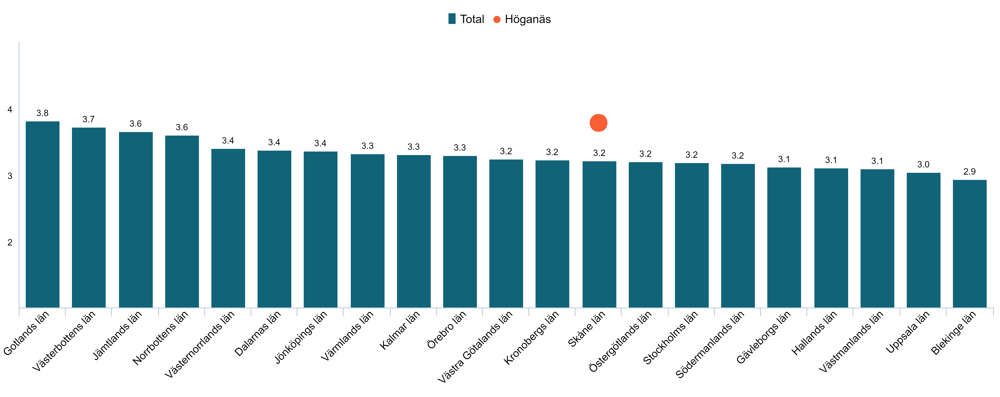 Total Höganäs
4
3
2
3.8 3.7 3.6 3.6 3.4 3.4 3.4 3.3 3.3 3.3 3.2 3.2 3.2 3.2 3.2 3.2 3.1 3.1 3.1 3.0 2.9
Gotlands län
Västerbottens län
Jämtlands län
Norrbottens län
Västernorrlands län
Dalarnas län
Jönköpings län
Värmlands län
Kalmar län
Örebro län
Västra Götalands län
Kronobergs län
Skåne län
Östergötlands län
Stockholms län
Södermanlands län
Gävleborgs län
Hallands län
Västmanlands län
Uppsala län
Blekinge län